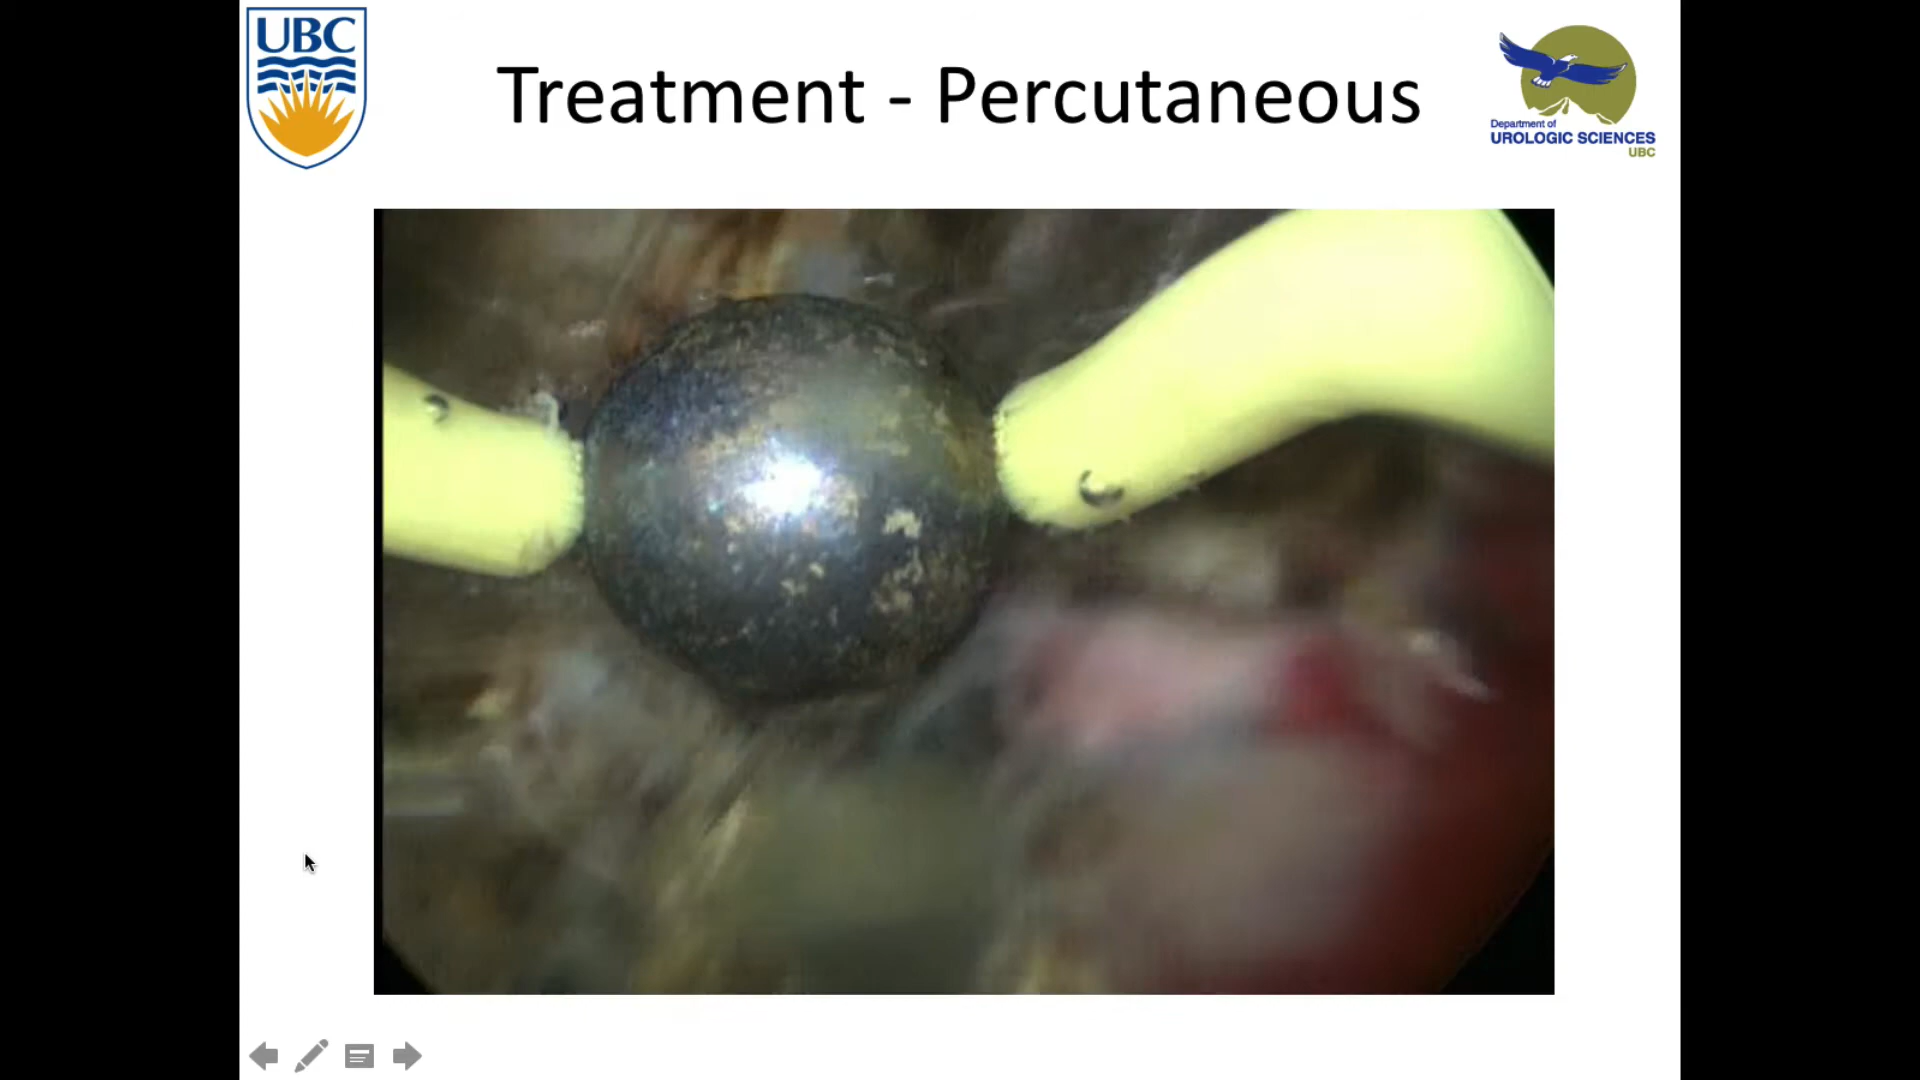 UBC
Treatment - Percutaneous
Department of
UROLOGIC SCIENCES
UBC